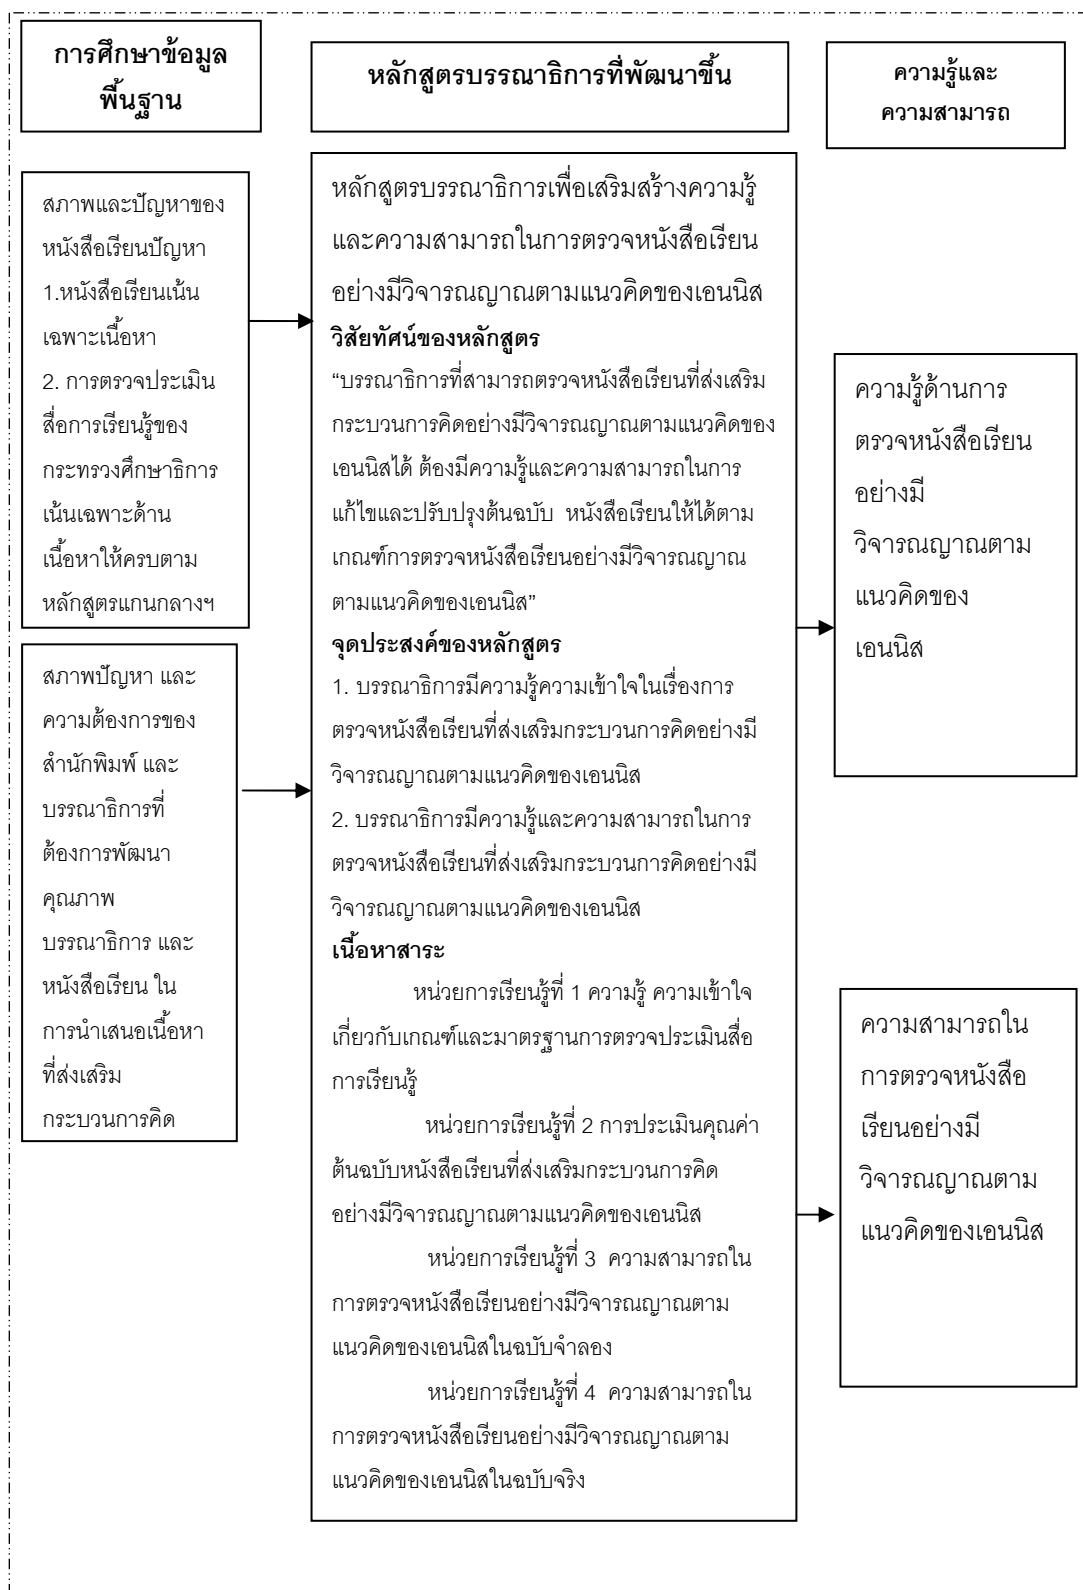 การศึกษาข้อมูล
พื้นฐาน
หลักสูตรบรรณาธิการที่พัฒนาขึ้น
ความรู้และ
ความสามารถ
สภาพและปัญหาของ
หนังสือเรียนปัญหา
1.หนังสือเรียนเน้น
เฉพาะเนื้อหา
2. การตรวจประเมิน
สื่อการเรียนรู้ของ
กระทรวงศึกษาธิการ
เน้นเฉพาะด้าน
เนื้อหาให้ครบตาม
หลักสูตรแกนกลางฯ
สภาพปัญหา และ
ความต้องการของ
สำนักพิมพ์ และ
บรรณาธิการที่
ต้องการพัฒนา
คุณภาพ
บรรณาธิการ และ
หนังสือเรียน ใน
การนำเสนอเนื้อหา
ที่ส่งเสริม
กระบวนการคิด
หลักสูตรบรรณาธิการเพื่อเสริมสร้างความรู้
และความสามารถในการตรวจหนังสือเรียน
อย่างมีวิจารณญาณตามแนวคิดของเอนนิส
วิสัยทัศน์ของหลักสูตร
“บรรณาธิการที่สามารถตรวจหนังสือเรียนที่ส่งเสริม
กระบวนการคิดอย่างมีวิจารณญาณตามแนวคิดของ
เอนนิสได้ ต้องมีความรู้และความสามารถในการ
แก้ไขและปรับปรุงต้นฉบับ หนังสือเรียนให้ได้ตาม
เกณฑ์การตรวจหนังสือเรียนอย่างมีวิจารณญาณ
ตามแนวคิดของเอนนิส”
จุดประสงค์ของหลักสูตร
1. บรรณาธิการมีความรู้ความเข้าใจในเรื่องการ
ตรวจหนังสือเรียนที่ส่งเสริมกระบวนการคิดอย่างมี
วิจารณญาณตามแนวคิดของเอนนิส
2. บรรณาธิการมีความรู้และความสามารถในการ
ตรวจหนังสือเรียนที่ส่งเสริมกระบวนการคิดอย่างมี
วิจารณญาณตามแนวคิดของเอนนิส
เนื้อหาสาระ
หน่วยการเรียนรู้ที่ 1 ความรู้ ความเข้าใจ
เกี่ยวกับเกณฑ์และมาตรฐานการตรวจประเมินสื่อ
การเรียนรู้
หน่วยการเรียนรู้ที่ 2 การประเมินคุณค่า
ต้นฉบับหนังสือเรียนที่ส่งเสริมกระบวนการคิด
อย่างมีวิจารณญาณตามแนวคิดของเอนนิส
หน่วยการเรียนรู้ที่ 3 ความสามารถใน
การตรวจหนังสือเรียนอย่างมีวิจารณญาณตาม
แนวคิดของเอนนิสในฉบับจำลอง
หน่วยการเรียนรู้ที่ 4 ความสามารถใน
การตรวจหนังสือเรียนอย่างมีวิจารณญาณตาม
แนวคิดของเอนนิสในฉบับจริง
ความรู้ด้านการ
ตรวจหนังสือเรียน
อย่างมี
วิจารณญาณตาม
แนวคิดของ
เอนนิส
ความสามารถใน
การตรวจหนังสือ
เรียนอย่างมี
วิจารณญาณตาม
แนวคิดของเอนนิส